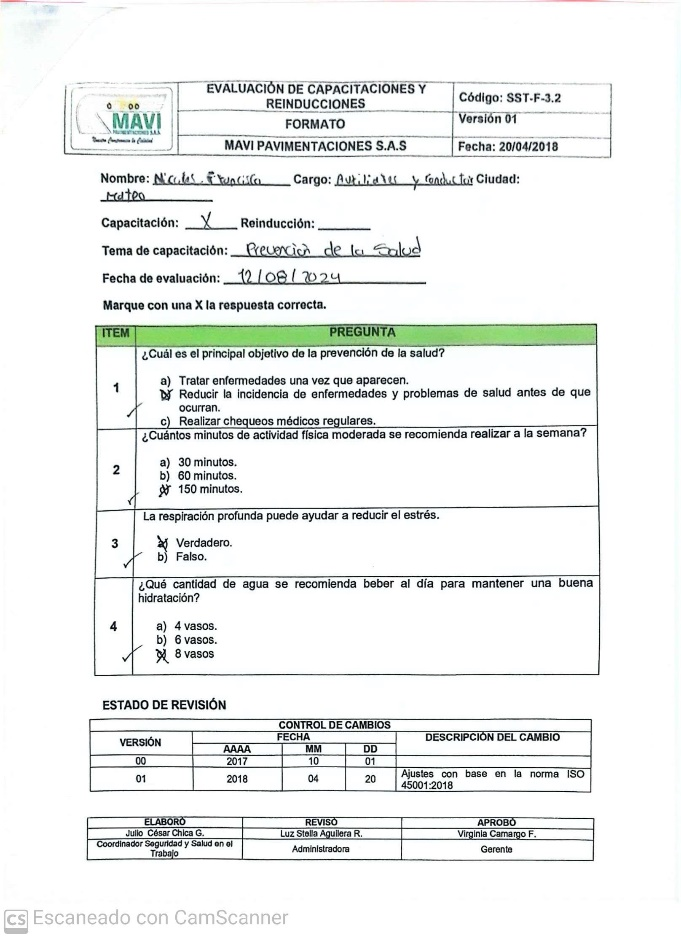 EVALUACIÓN DE CAPACITACIONES Y
REINDUCCIONES
FORMATO
MAVI PAVIMENTACIONES S.A.S
Código: SST-F-3.2
Versión 01
Fecha: 20/04/2018
MAVI
PAVIMENTACIONES S.A.S.
Nombre: Nicolas Francisco Cargo: Auxiliares y conductor Ciudad:
Mateo
Capacitación: X Reinducción:
Tema de capacitación: Prevención de la Salud
Fecha de evaluación: 12/08/2024
Marque con una X la respuesta correcta.
ITEM PREGUNTA
1
¿Cuál es el principal objetivo de la prevención de la salud?
a) Tratar enfermedades una vez que aparecen.
b) Reducir la incidencia de enfermedades y problemas de salud antes de que
ocurran.
c) Realizar chequeos médicos regulares.
2
¿Cuántos minutos de actividad física moderada se recomienda realizar a la semana?
a) 30 minutos.
b) 60 minutos.
c) 150 minutos.
3
La respiración profunda puede ayudar a reducir el estrés.
a) Verdadero.
b) Falso.
4
¿Qué cantidad de agua se recomienda beber al día para mantener una buena
hidratación?
a) 4 vasos.
b) 6 vasos.
c) 8 vasos
ESTADO DE REVISIÓN
CONTROL DE CAMBIOS
VERSIÓN FECHA DESCRIPCIÓN DEL CAMBIO
AAAA MM DD
00 2017 10 01
01 2018 04 20 Ajustes con base en la norma ISO
45001:2018
ELABORÓ REVISÓ APROBÓ
Julio César Chica G. Luz Stella Aguilera R. Virginia Camargo F.
Coordinador Seguridad y Salud en el
Trabajo Administradora Gerente
CS Escaneado con CamScanner